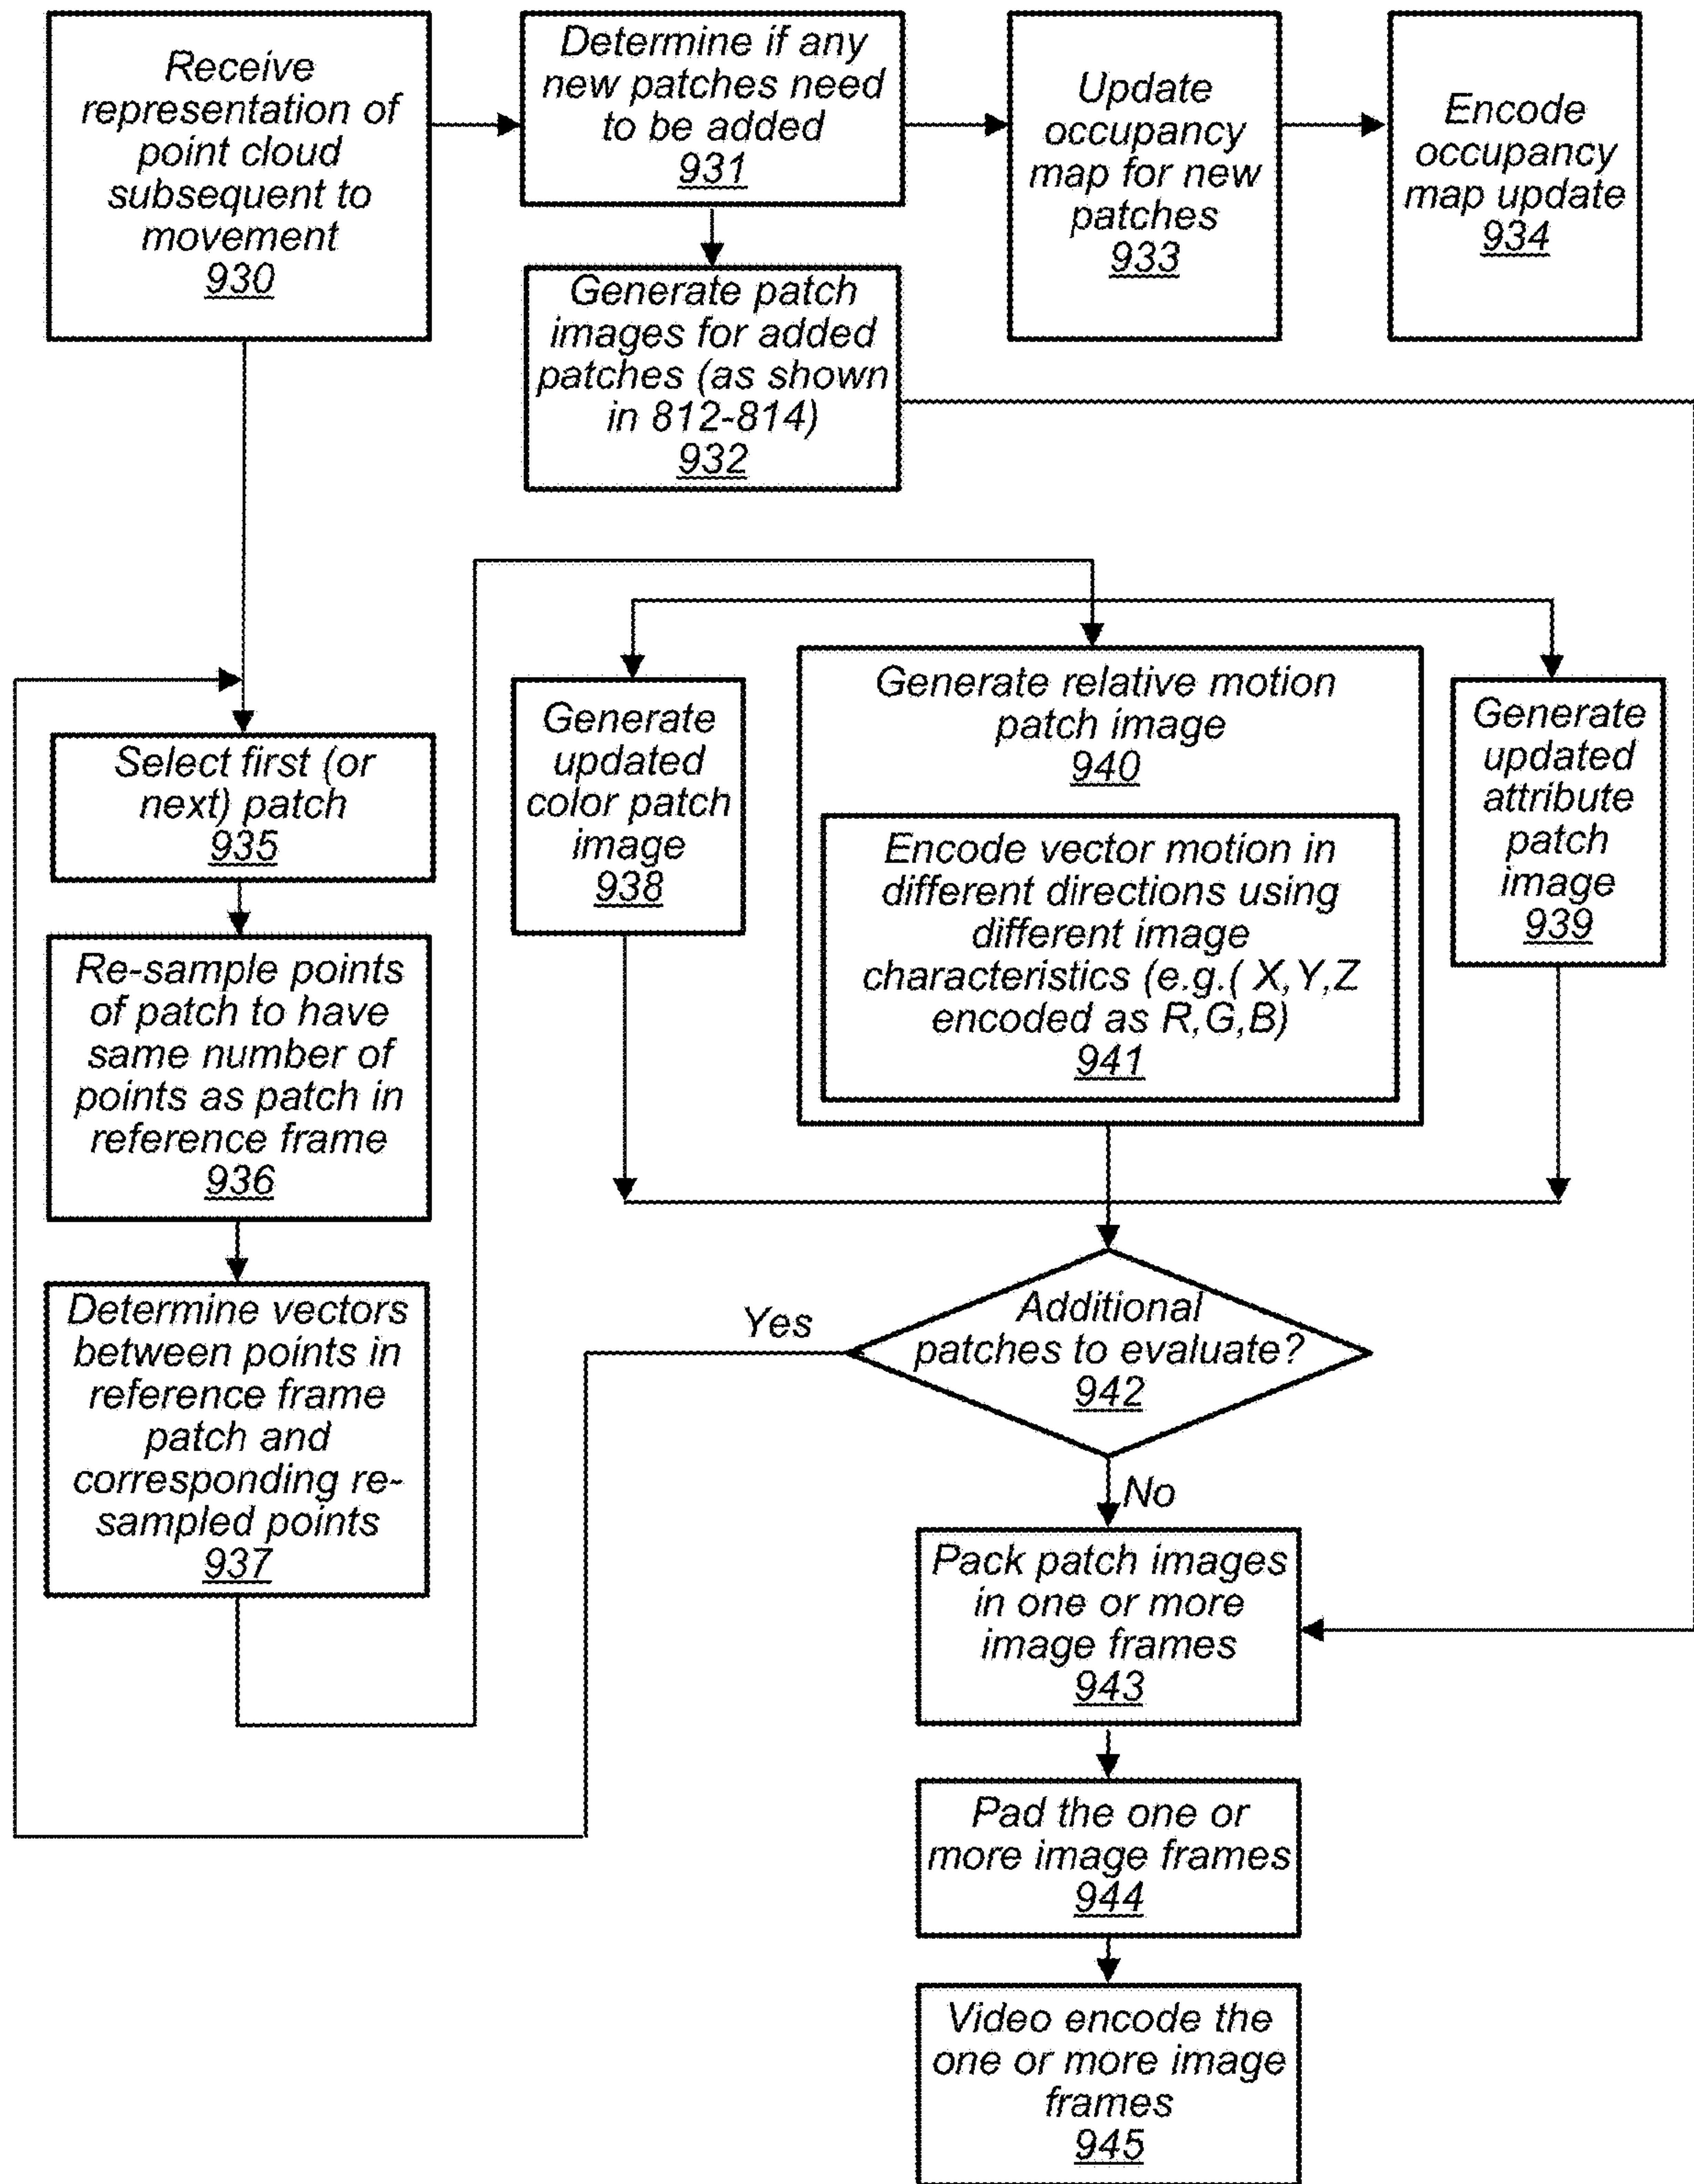 Receive
representation of
point cloud
subsequent to
movement
930
Determine if any
new patches need
to be added
931
Update
occupancy
map for new
patches
933
Encode
occupancy
map update
934
Generate patch
images for added
patches (as shown
in 812-814)
932
Select first (or
next) patch
935
Re-sample points
of patch to have
same number of
points as patch in
reference frame
936
Determine vectors
between points in
reference frame
patch and
corresponding re-
sampled points
937
Generate
updated
color patch
image
938
Generate relative motion
patch image
940
Encode vector motion in
different directions using
different image
characteristics (e.g.( X,Y,Z
encoded as R,G,B)
941
Generate
updated
attribute
patch
image
939
Yes
Additional
patches to evaluate?
942
No
Pack patch images
in one or more
image frames
943
Pad the one or
more image frames
944
Video encode the
one or more image
frames
945